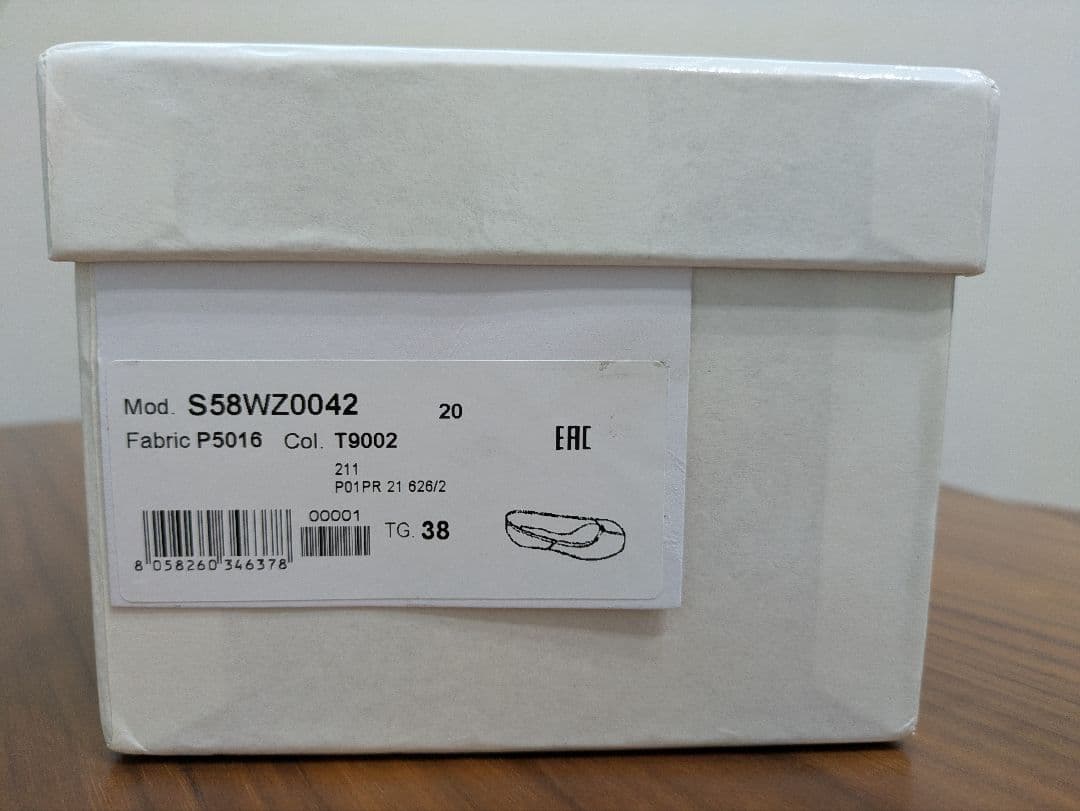 Mod. S58WZ0042 20
Fabric P5016 Col. T9002 EAC
211
P01PR 21 626/2
00001
TG. 38
8 058260 346378